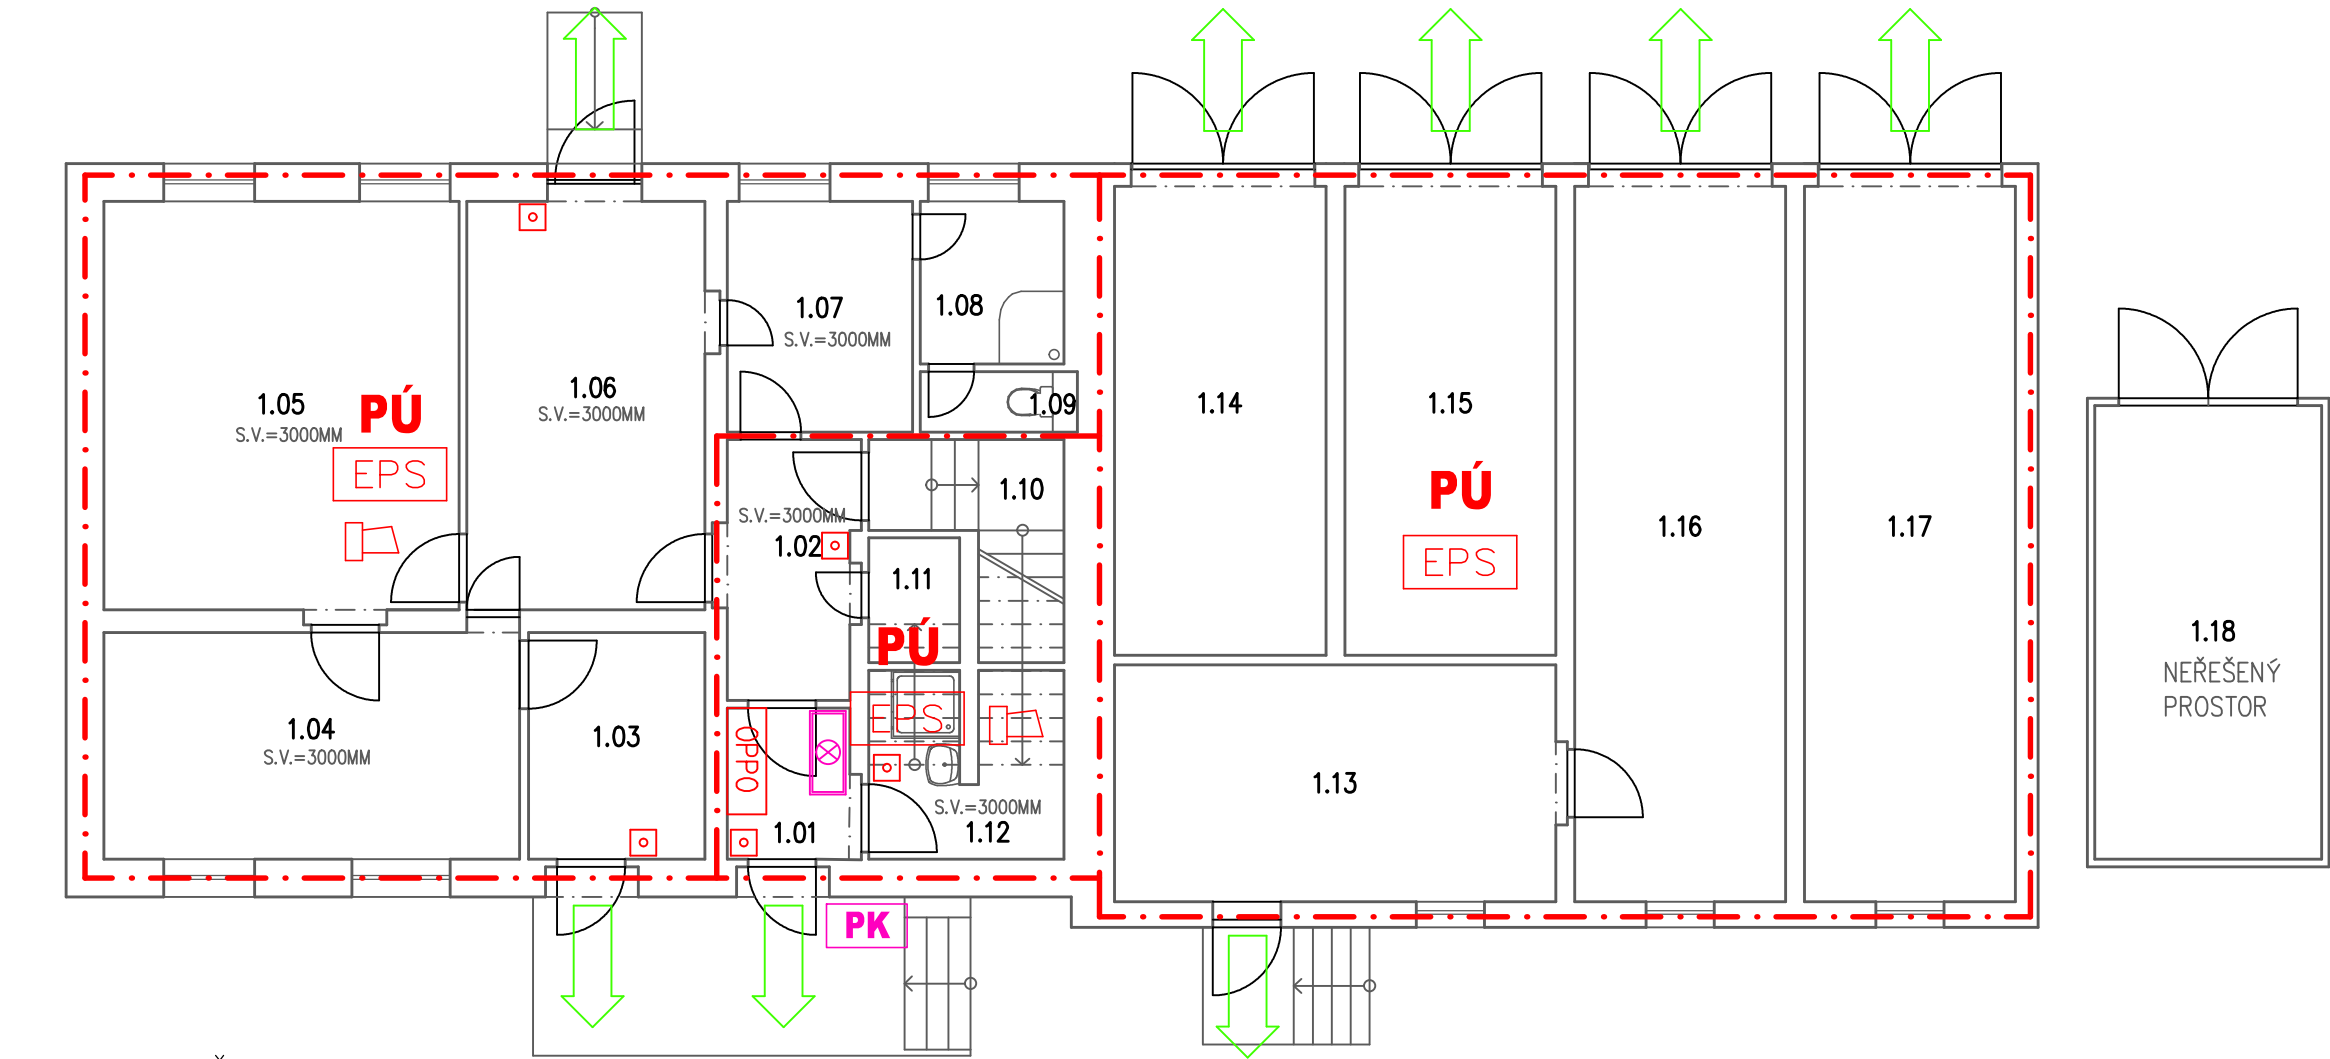 1.05
S.V.=3000MM
PÚ
EPS
1.06
S.V.=3000MM
1.07
S.V.=3000MM
1.08
1.09
1.10
S.V.=3000MM
1.02
1.11
PÚ
EPS
1.04
S.V.=3000MM
1.03
OPPO
1.01
S.V.=3000MM
1.12
PK
1.14
1.15
PÚ
EPS
1.16
1.17
1.13
1.18
NEŘEŠENÝ
PROSTOR